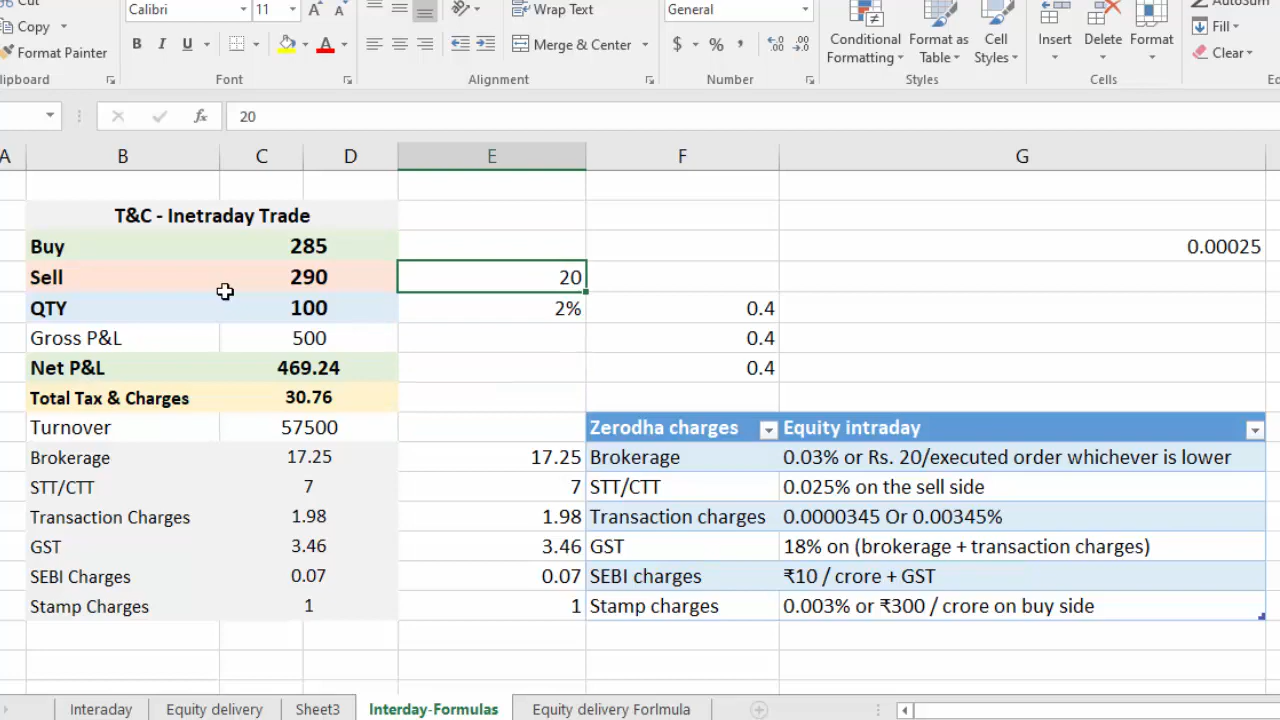 Cut
Calibri 11 Wrap Text General AutoSum
Copy
Format Painter
B I U
Merge & Center
$ % ,
Conditional Formatting Format as Table Cell Styles
Insert Delete Format
Fill
Clear
lipboard Font Alignment Number Styles Cells Ec
fx 20
A B C D E F G
T&C - Inetraday Trade
Buy 285 0.00025
Sell 290 20
QTY 100 2% 0.4
Gross P&L 500 0.4
Net P&L 469.24 0.4
Total Tax & Charges 30.76
Turnover 57500 Zerodha charges Equity intraday
Brokerage 17.25 17.25 Brokerage 0.03% or Rs. 20/executed order whichever is lower
STT/CTT 7 7 STT/CTT 0.025% on the sell side
Transaction Charges 1.98 1.98 Transaction charges 0.0000345 Or 0.00345%
GST 3.46 3.46 GST 18% on (brokerage + transaction charges)
SEBI Charges 0.07 0.07 SEBI charges ₹10 / crore + GST
Stamp Charges 1 1 Stamp charges 0.003% or ₹300 / crore on buy side
Interaday Equity delivery Sheet3 Interday-Formulas Equity delivery Forlmula